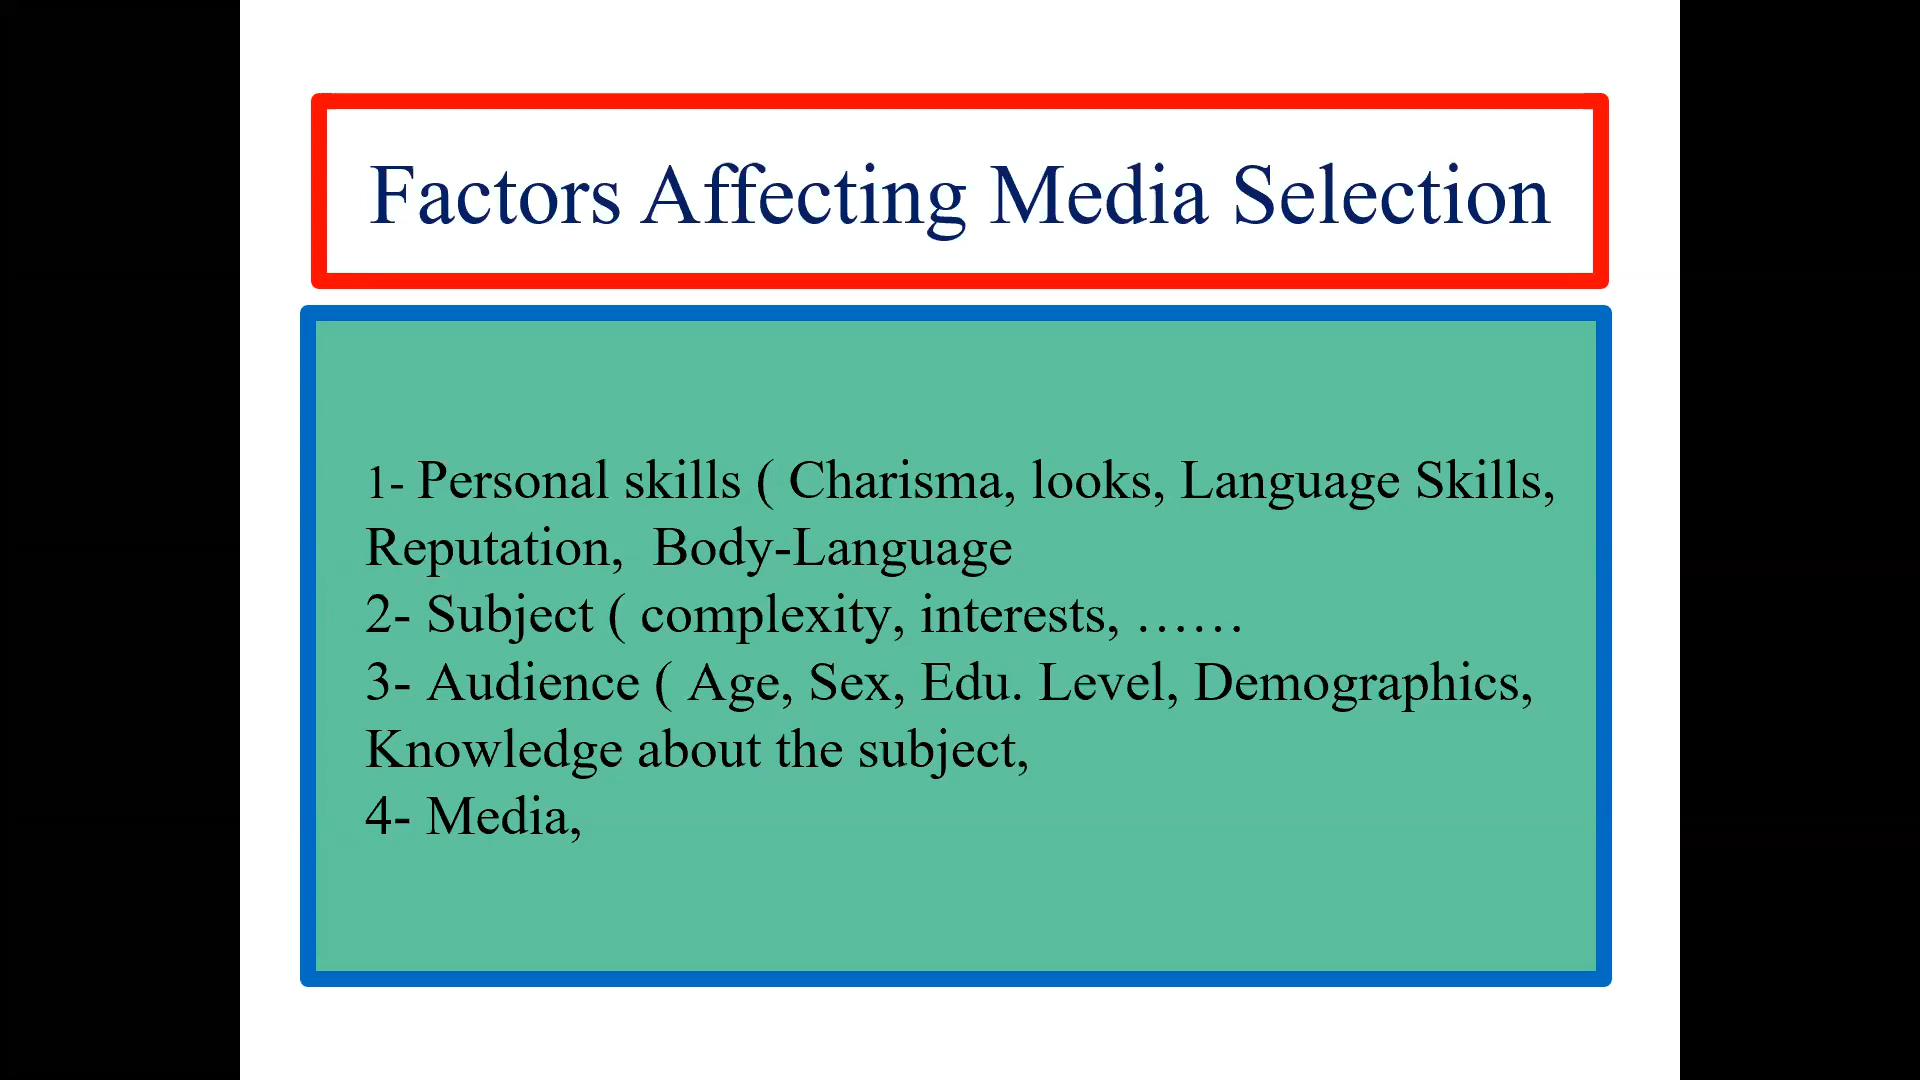 Factors Affecting Media Selection
1- Personal skills ( Charisma, looks, Language Skills,
Reputation,  Body-Language
2- Subject ( complexity, interests, ……
3- Audience ( Age, Sex, Edu. Level, Demographics,
Knowledge about the subject,
4- Media,